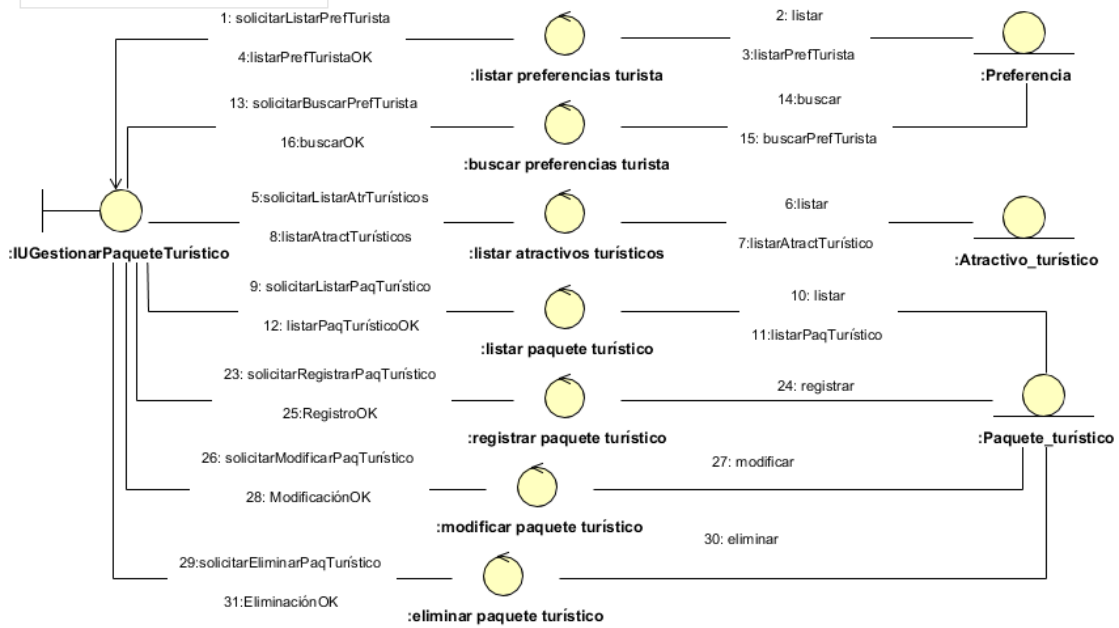 1: solicitarListarPrefTurista
2: listar
4:listarPrefTuristaOK
3:listarPrefTurista
:listar preferencias turista
:Preferencia
13: solicitarBuscarPrefTurista
14:buscar
16:buscarOK
15: buscarPrefTurista
:buscar preferencias turista
5:solicitarListarAtrTurísticos
6:listar
8:listarAtractTurísticos
7:listarAtractTurístico
:IUGestionarPaqueteTurístico
:listar atractivos turísticos
:Atractivo_turístico
9: solicitarListarPaqTurístico
10: listar
12: listarPaqTurísticoOK
11:listarPaqTurístico
:listar paquete turístico
23: solicitarRegistrarPaqTurístico
24: registrar
25:RegistroOK
:registrar paquete turístico
:Paquete_turístico
26: solicitarModificarPaqTurístico
27: modificar
28: ModificaciónOK
:modificar paquete turístico
30: eliminar
29:solicitarEliminarPaqTurístico
31:EliminaciónOK
:eliminar paquete turístico